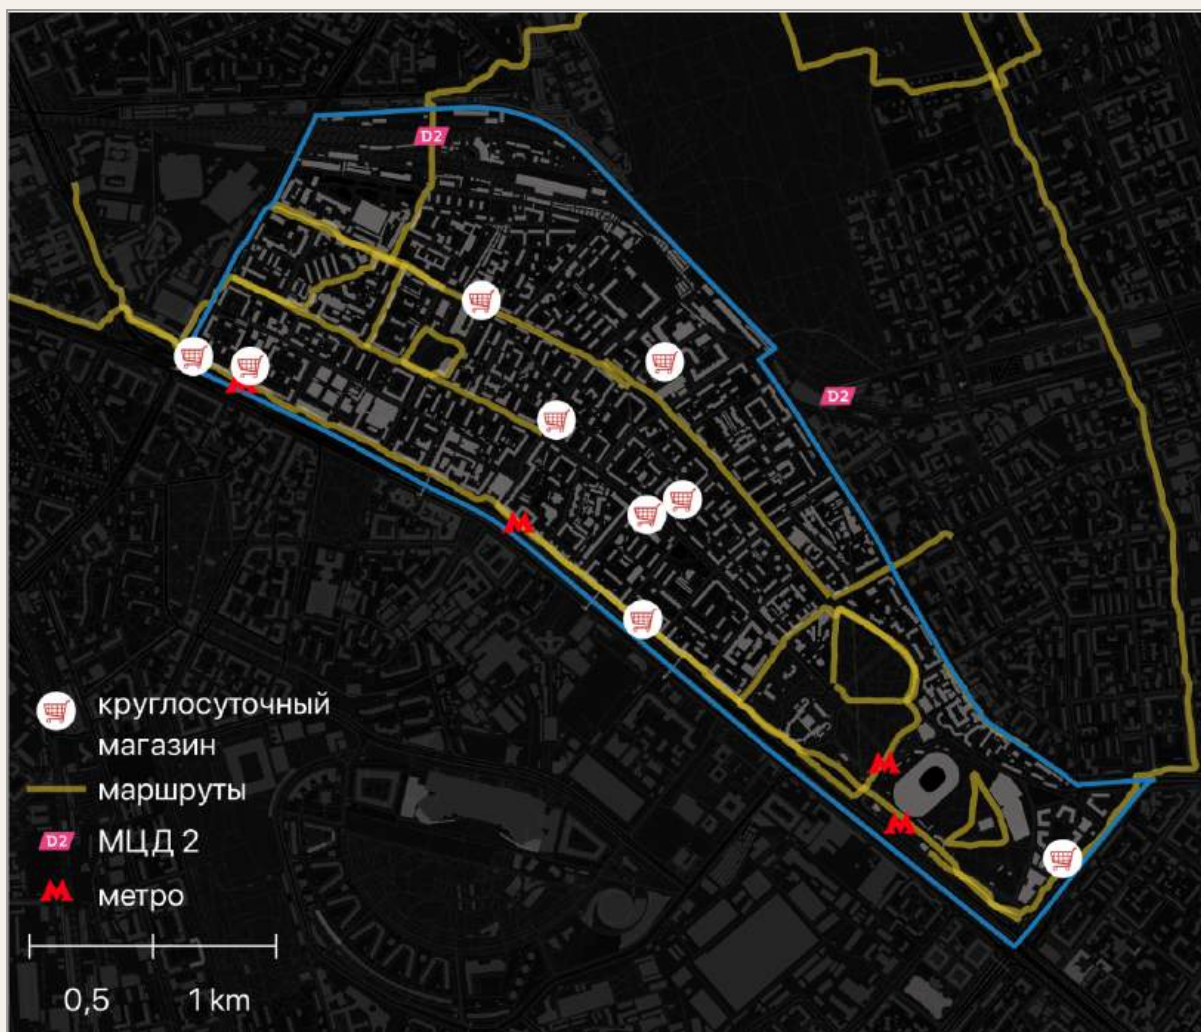 D2
D2
круглосуточный
магазин
маршруты
D2 МЦД 2
М метро
0,5 1 km